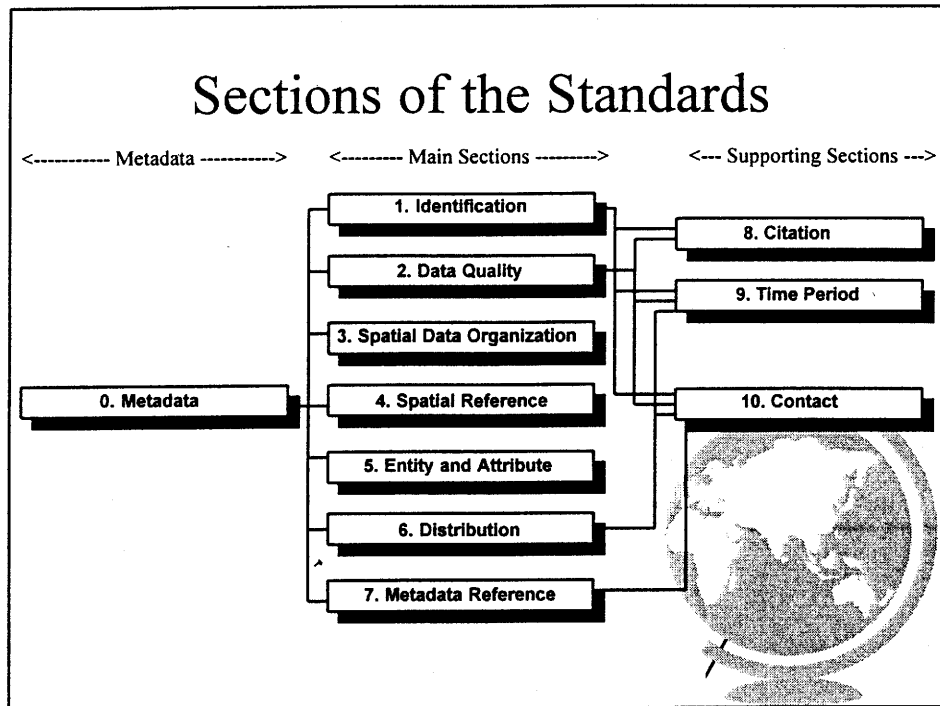 Sections of the Standards
<----------- Metadata ----------->
<--------- Main Sections --------->
<--- Supporting Sections --->
1. Identification
2. Data Quality
3. Spatial Data Organization
0. Metadata
4. Spatial Reference
5. Entity and Attribute
6. Distribution
7. Metadata Reference
8. Citation
9. Time Period
10. Contact